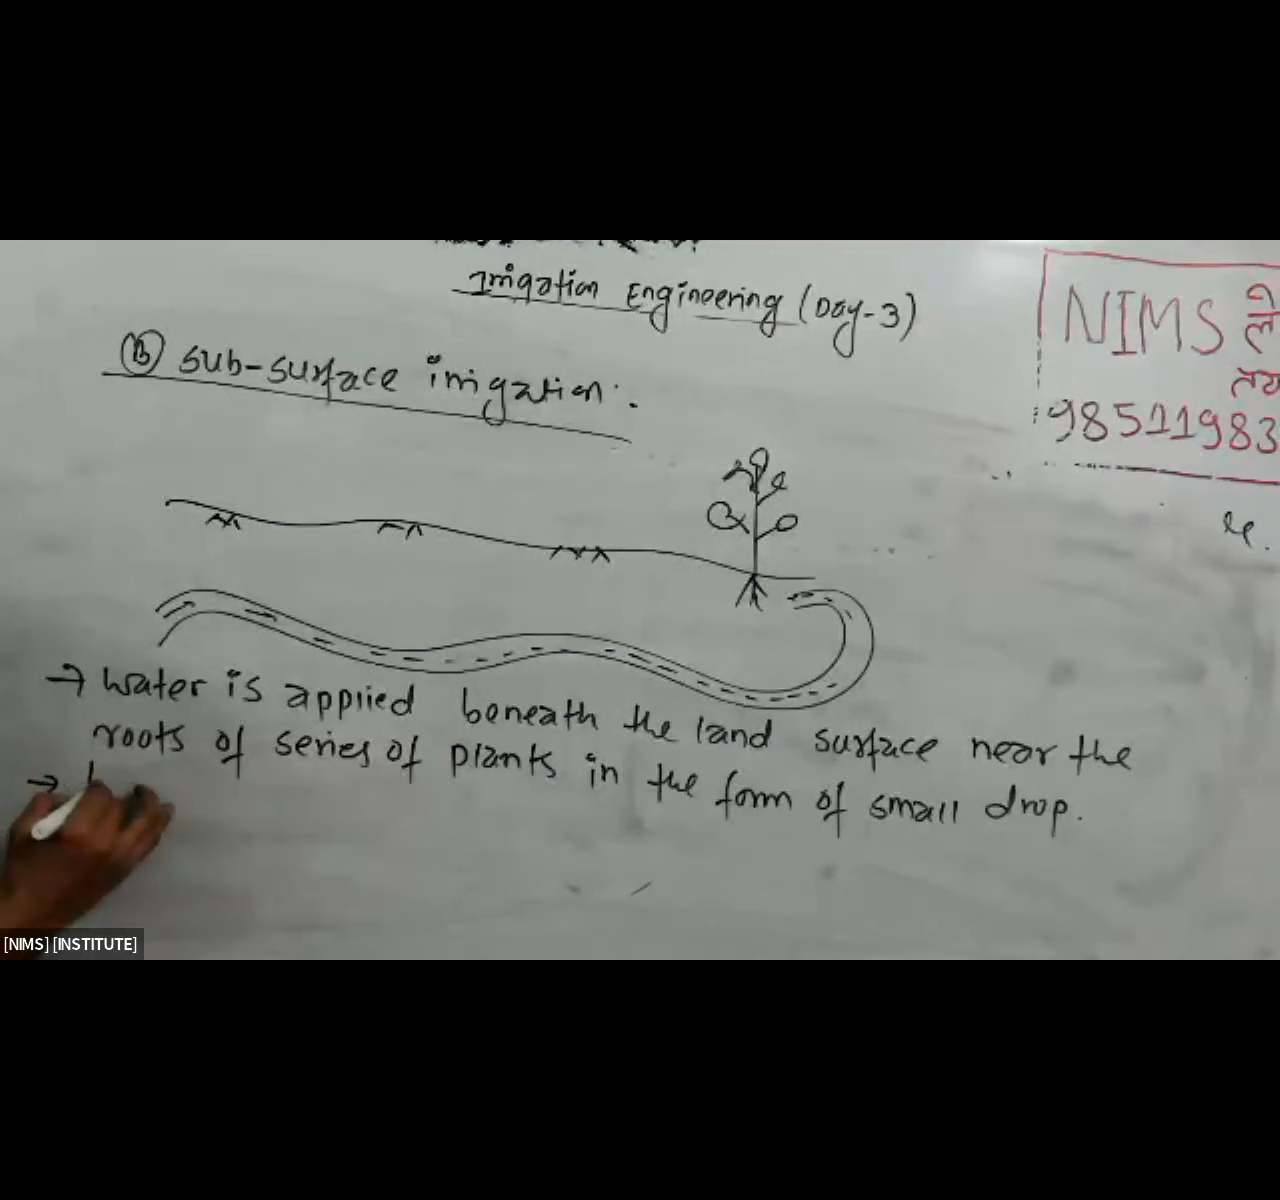 Irrigation Engineering (Day-3)
NIMS
98511983
(B) Sub-surface irrigation:
→ Water is applied beneath the land surface near the
roots of series of plants in the form of small drop.
→
[NIMS] [INSTITUTE]